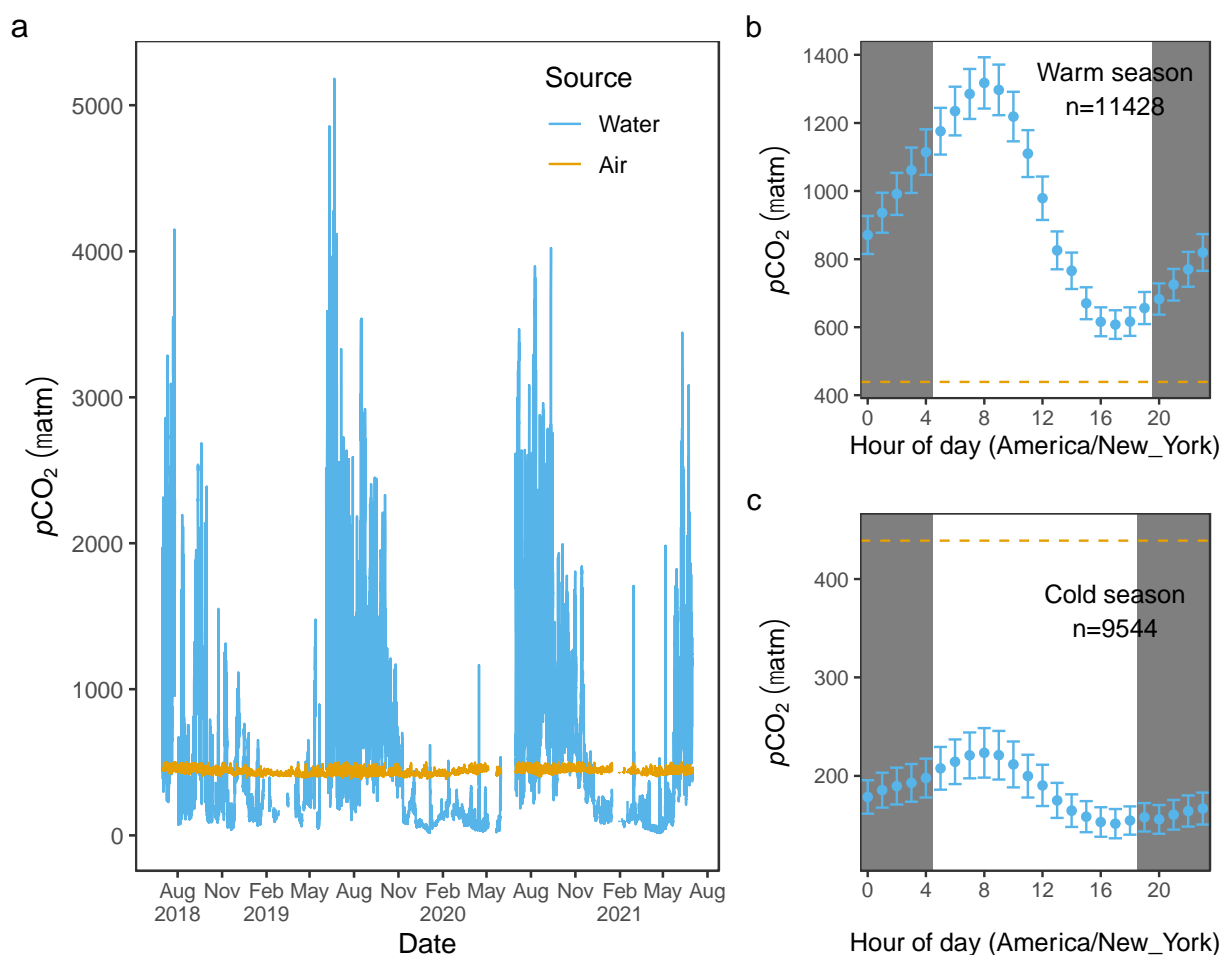 a
5000
4000
3000
2000
1000
0
pCO₂ (matm)
Source
Water
Air
Aug Nov Feb May Aug Nov Feb May Aug Nov Feb May Aug
2018 2019 2020 2021
Date
b
1400
1200
1000
800
600
400
pCO₂ (matm)
Warm season
n=11428
0 4 8 12 16 20
Hour of day (America/New_York)
c
400
300
200
pCO₂ (matm)
Cold season
n=9544
0 4 8 12 16 20
Hour of day (America/New_York)